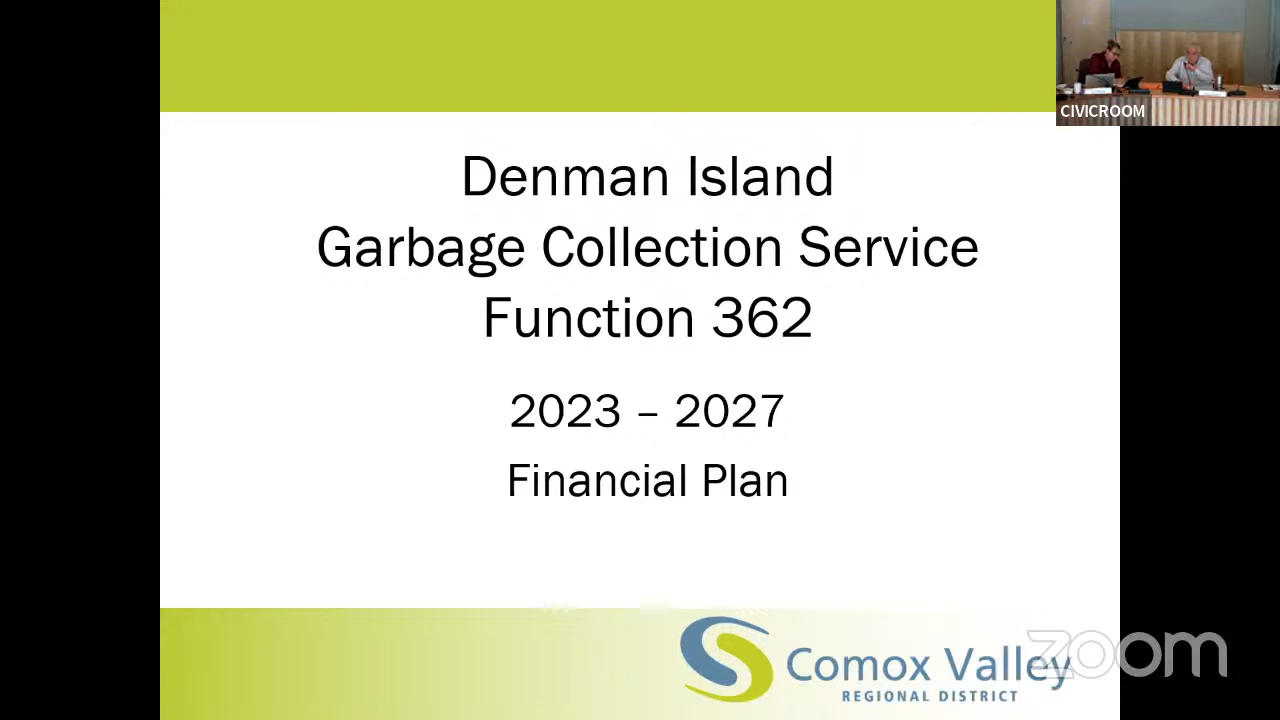 CIVICROOM
Denman Island
Garbage Collection Service
Function 362
2023 – 2027
Financial Plan
Comox Valley
REGIONAL DISTRICT
zoom